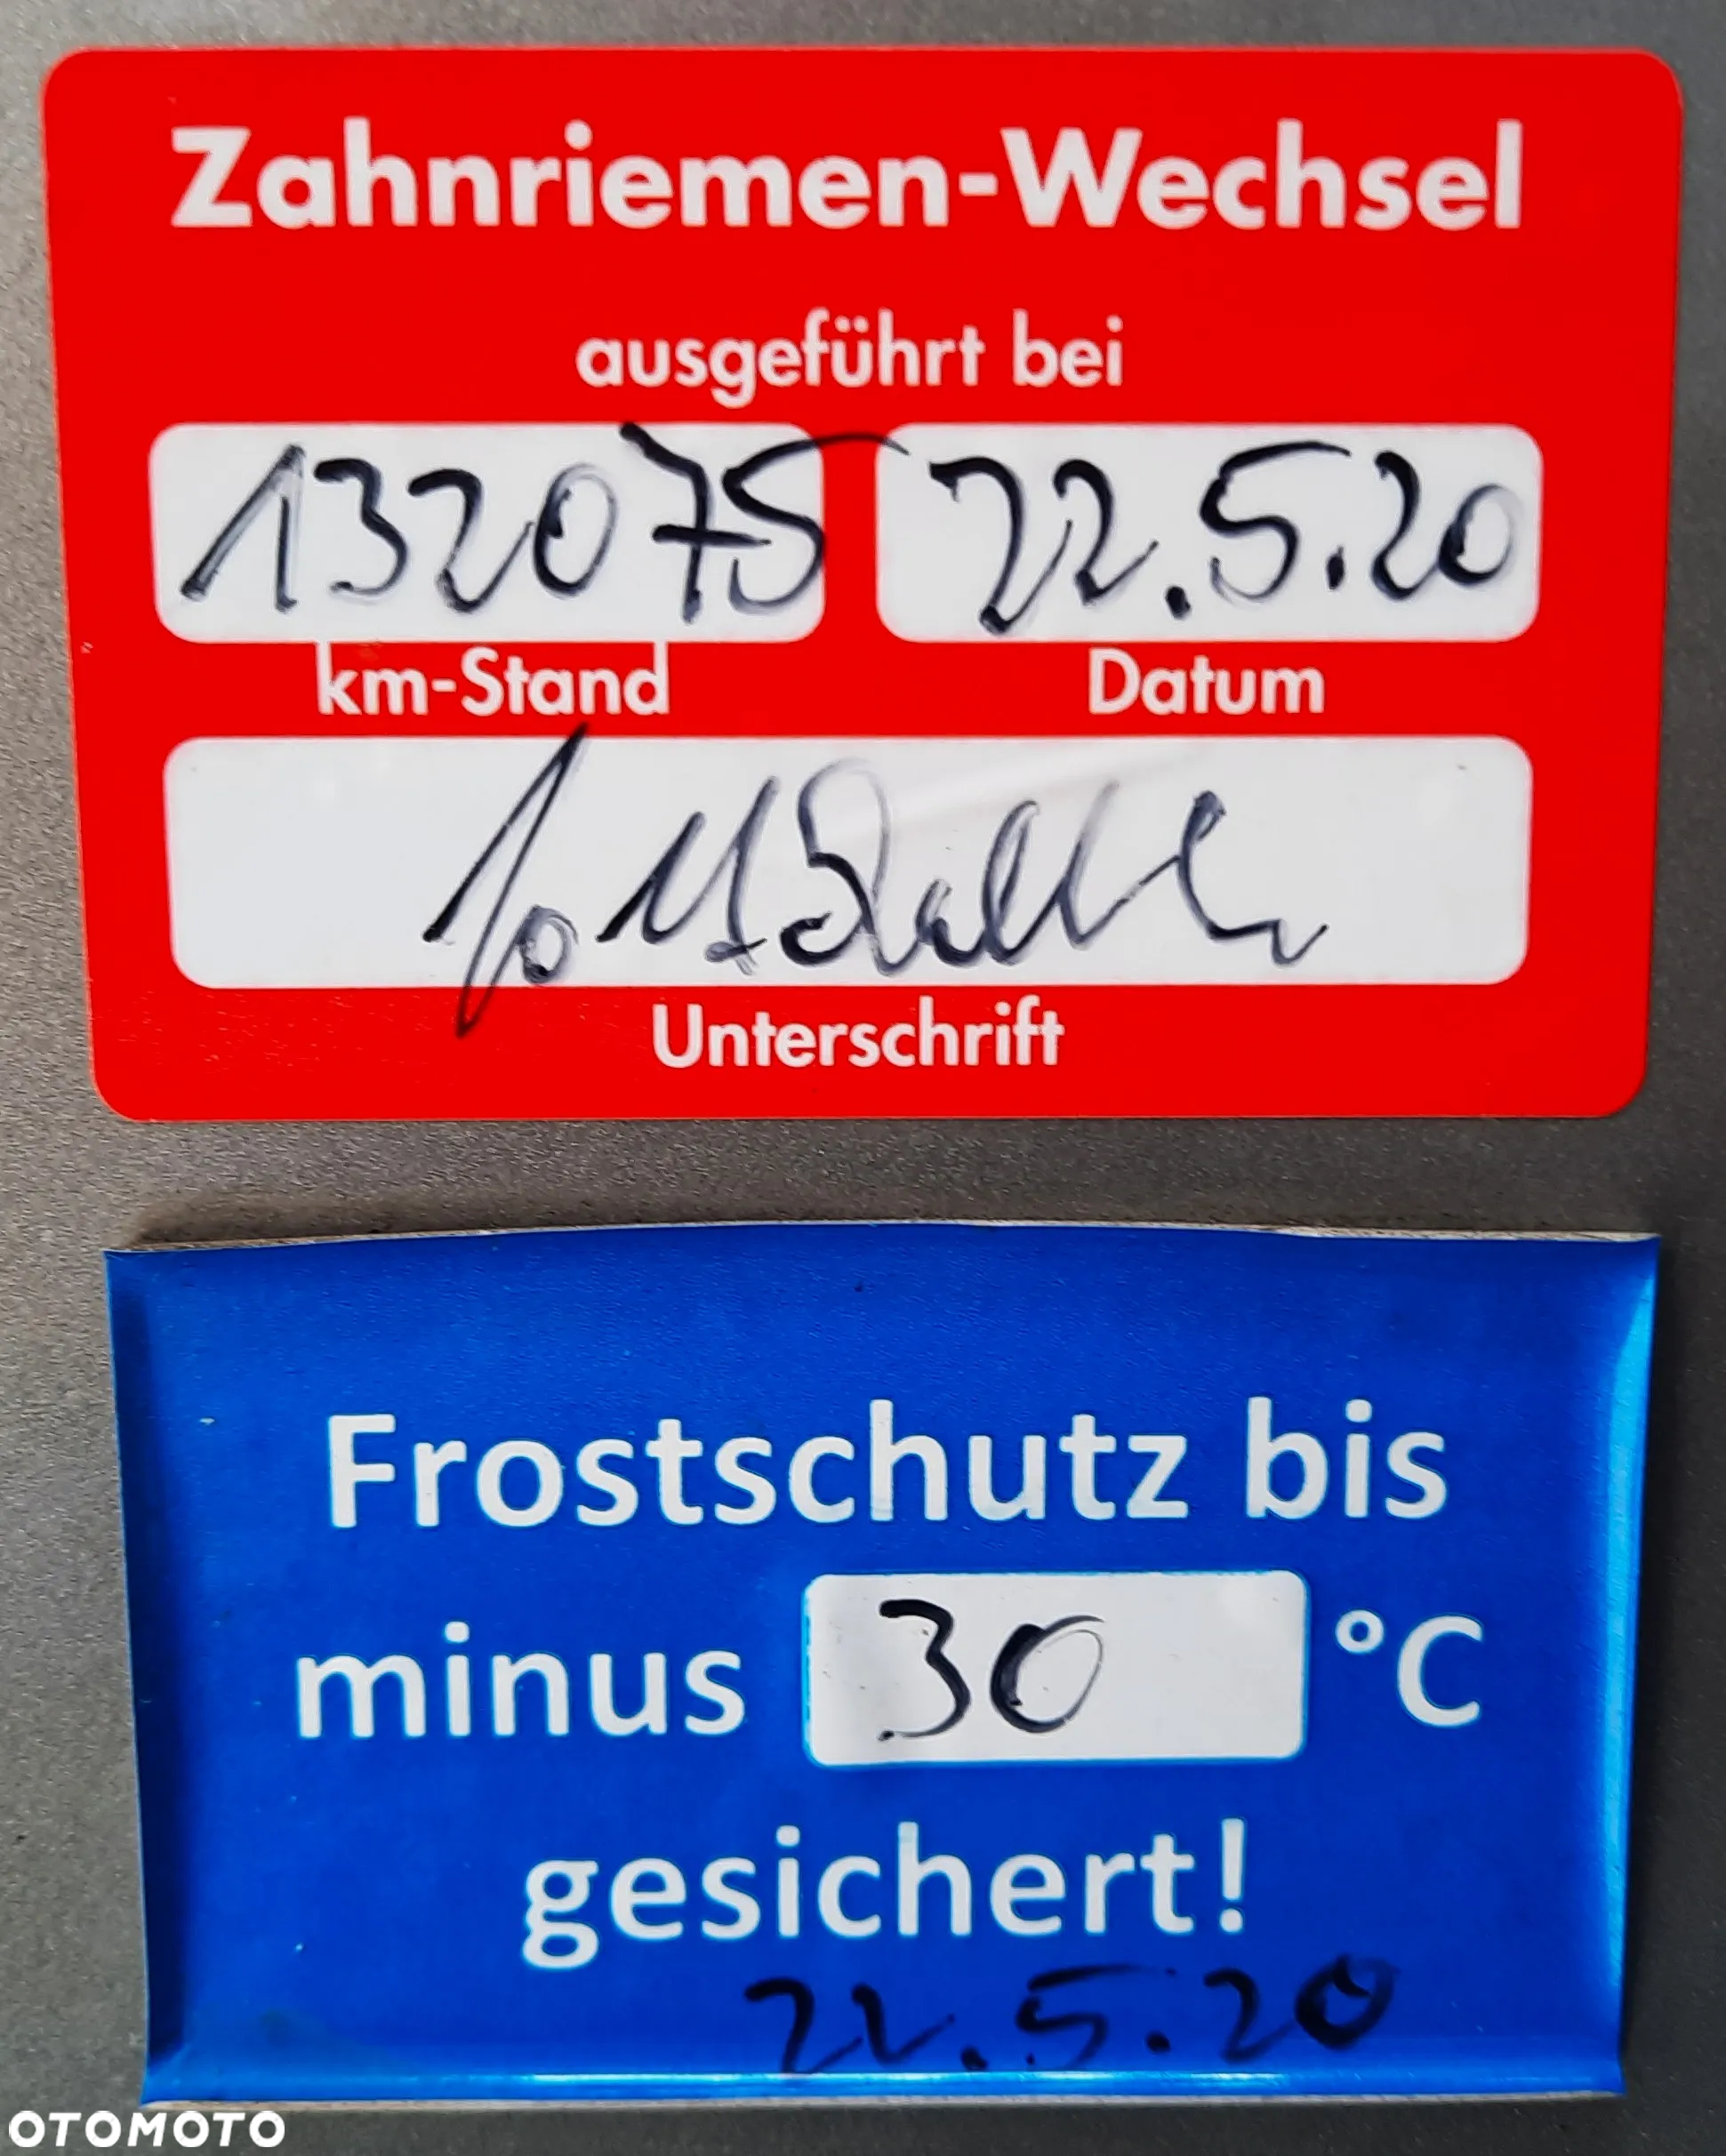 Zahnriemen-Wechsel
ausgeführt bei
132075 22.5.20
km-Stand Datum
Unterschrift
Frostschutz bis
minus 30 °C
gesichert!
22.5.20
OTOMOTO